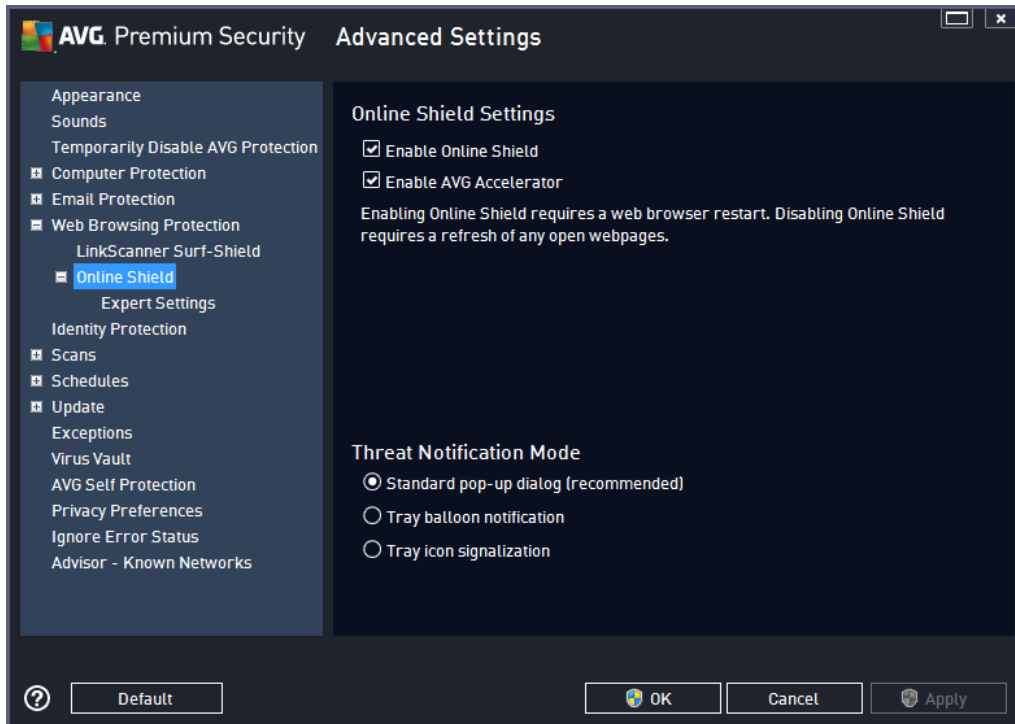 AVG. Premium Security
Advanced Settings
Appearance
Sounds
Temporarily Disable AVG Protection
Computer Protection
Email Protection
Web Browsing Protection
LinkScanner Surf-Shield
Online Shield
Expert Settings
Identity Protection
Scans
Schedules
Update
Exceptions
Virus Vault
AVG Self Protection
Privacy Preferences
Ignore Error Status
Advisor - Known Networks
Online Shield Settings
Enable Online Shield
Enable AVG Accelerator
Enabling Online Shield requires a web browser restart. Disabling Online Shield
requires a refresh of any open webpages.
Threat Notification Mode
Standard pop-up dialog (recommended)
Tray balloon notification
Tray icon signalization
? Default
OK
Cancel
Apply